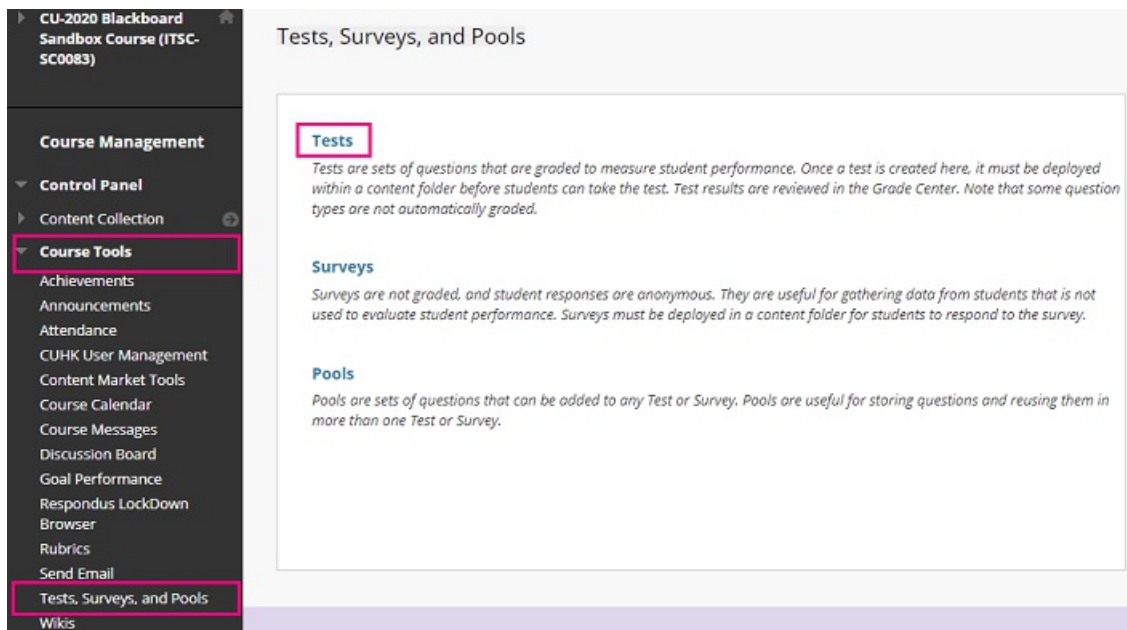 CU-2020 Blackboard
Sandbox Course (ITSC-
SC0083)
Course Management
Control Panel
Content Collection
Course Tools
Achievements
Announcements
Attendance
CUHK User Management
Content Market Tools
Course Calendar
Course Messages
Discussion Board
Goal Performance
Respondus LockDown
Browser
Rubrics
Send Email
Tests, Surveys, and Pools
Wikis
Tests, Surveys, and Pools
Tests
Tests are sets of questions that are graded to measure student performance. Once a test is created here, it must be deployed
within a content folder before students can take the test. Test results are reviewed in the Grade Center. Note that some question
types are not automatically graded.
Surveys
Surveys are not graded, and student responses are anonymous. They are useful for gathering data from students that is not
used to evaluate student performance. Surveys must be deployed in a content folder for students to respond to the survey.
Pools
Pools are sets of questions that can be added to any Test or Survey. Pools are useful for storing questions and reusing them in
more than one Test or Survey.